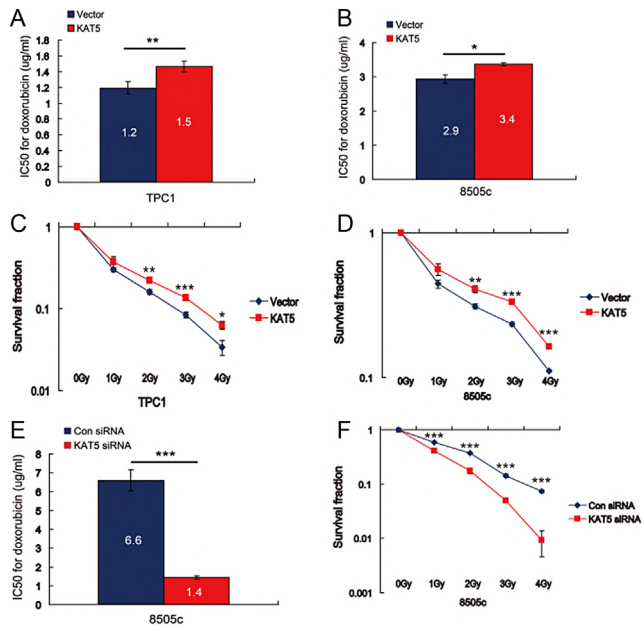 A
Vector
KAT5
IC50 for doxorubicin (ug/ml)
1.8
1.6
1.4
1.2
1
0.8
0.6
0.4
0.2
0
**
1.2
1.5
TPC1
B
Vector
KAT5
IC50 for doxorubicin (ug/ml)
4
3
2
1
0
*
2.9
3.4
8505c
C
Survival fraction
1
0.1
0.01
**
***
*
0Gy 1Gy 2Gy 3Gy 4Gy
TPC1
Vector
KAT5
D
Survival fraction
1
0.1
**
***
***
0Gy 1Gy 2Gy 3Gy 4Gy
8505c
Vector
KAT5
E
Con siRNA
KAT5 siRNA
IC50 for doxorubicin (ug/ml)
8
7
6
5
4
3
2
1
0
***
6.6
1.4
8505c
F
Survival fraction
1
0.1
0.01
0.001
***
***
***
***
0Gy 1Gy 2Gy 3Gy 4Gy
8505c
Con siRNA
KAT5 siRNA